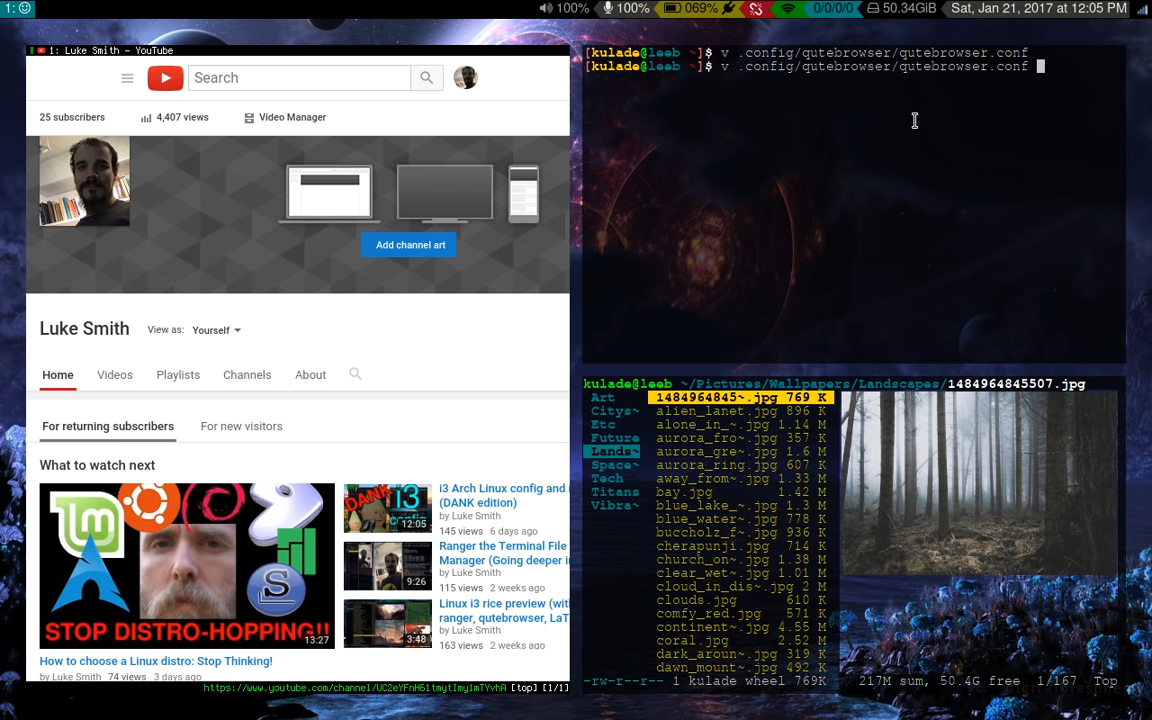 1:
100%
100%
069%
0/0/0/0
50.34GiB
Sat, Jan 21, 2017 at 12:05 PM
1: Luke Smith - YouTube
Search
25 subscribers
4,407 views
Video Manager
Add channel art
Luke Smith
View as: Yourself
Home Videos Playlists Channels About
For returning subscribers For new visitors
What to watch next
STOP DISTRO-HOPPING!!
13:27
How to choose a Linux distro: Stop Thinking!
by Luke Smith 74 views 3 days ago
DANK i3
12:05
i3 Arch Linux config and
(DANK edition)
by Luke Smith
145 views 6 days ago
9:26
Ranger the Terminal File
Manager (Going deeper
by Luke Smith
115 views 2 weeks ago
3:48
Linux i3 rice preview (wit
ranger, qutebrowser, LaT
by Luke Smith
163 views 2 weeks ago
[top] [1/1]
[kulade@leeb ~]$ v .config/qutebrowser/qutebrowser.conf
[kulade@leeb ~]$ v .config/qutebrowser/qutebrowser.conf
kulade@leeb ~/Pictures/Wallpapers/Landscapes/1484964845507.jpg
Art 1484964845~.jpg 769 K
Citys~ alien_lanet.jpg 896 K
Etc alone_in_~.jpg 1.14 M
Future aurora_fro~.jpg 357 K
Lands~ aurora_gre~.jpg 1.6 M
Space~ aurora_ring.jpg 607 K
Tech away_from~.jpg 1.33 M
Titans bay.jpg 1.42 M
Vibra~ blue_lake_~.jpg 1.3 M
blue_water~.jpg 778 K
buccholz_f~.jpg 936 K
cherapunji.jpg 714 K
church_on~.jpg 1.38 M
clear_wet~.jpg 1.01 M
cloud_in_dis~.jpg 2 M
clouds.jpg 610 K
comfy_red.jpg 571 K
continent~.jpg 4.55 M
coral.jpg 2.52 M
dark_aroun~.jpg 319 K
dawn_mount~.jpg 492 K
-rw-r--r-- 1 kulade wheel 769K 217M sum, 50.4G free 1/167 Top